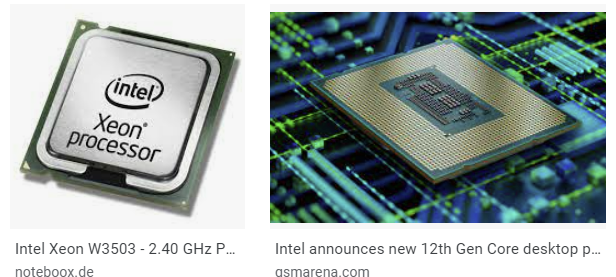 intel
Xeon®
processor
Intel Xeon W3503 - 2.40 GHz P...
noteboox.de
Intel announces new 12th Gen Core desktop p...
gsmarena.com